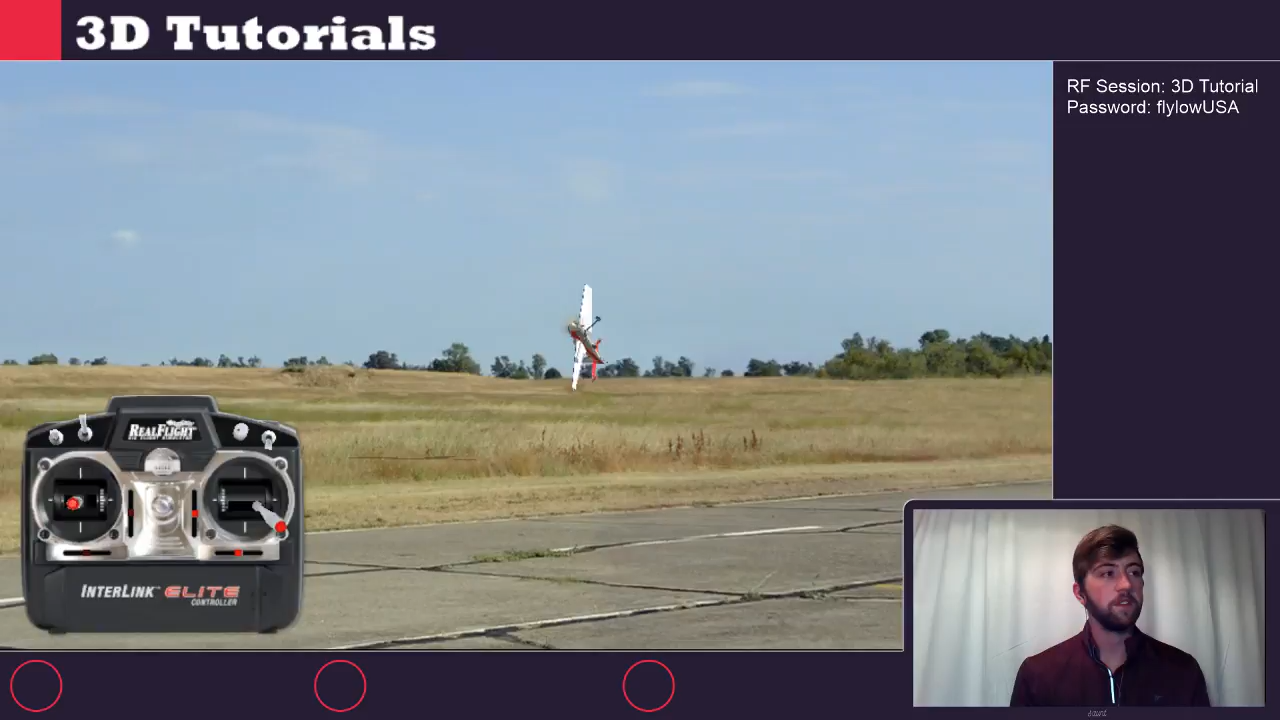 3D Tutorials
RF Session: 3D Tutorial
Password: flylowUSA
REALFLIGHT
INTERLINK ELITE
CONTROLLER